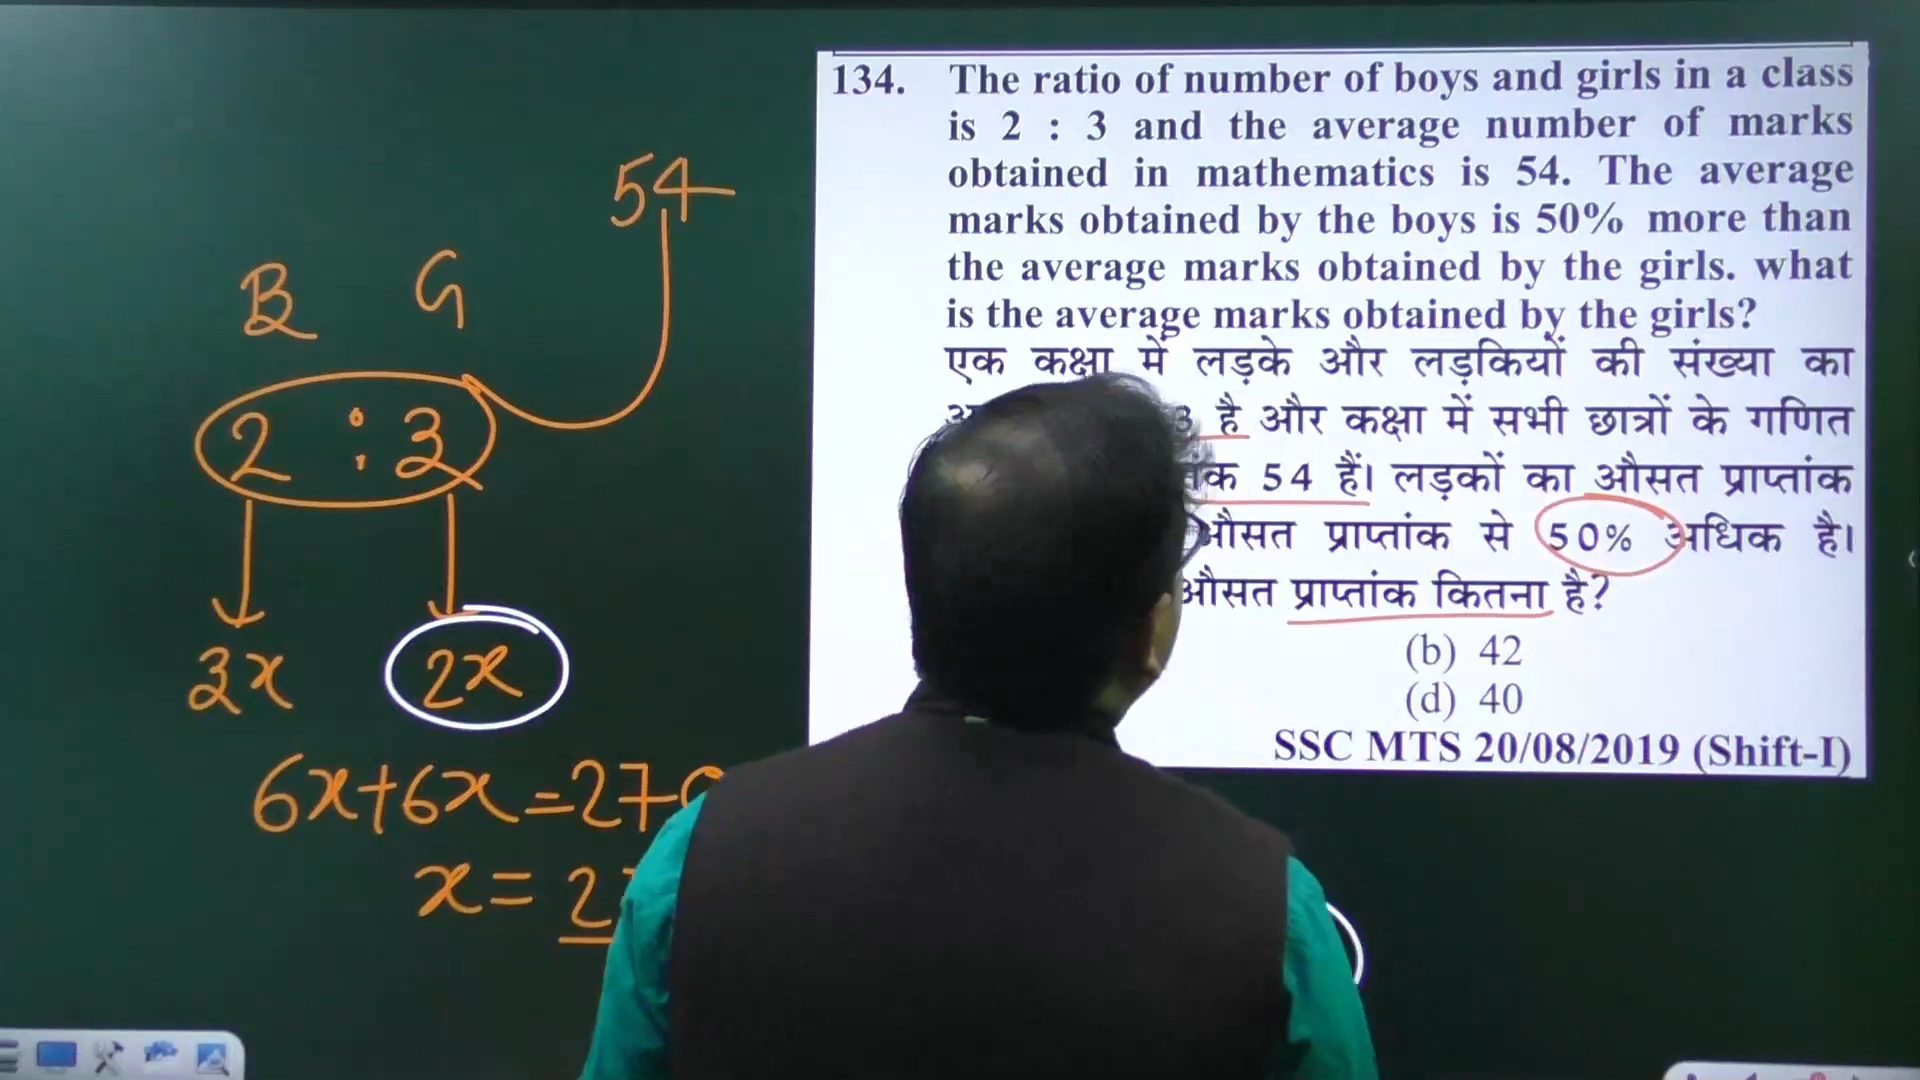 54
B G
2 : 3
3x 2x
6x+6x=270
x=2
134. The ratio of number of boys and girls in a class
is 2 : 3 and the average number of marks
obtained in mathematics is 54. The average
marks obtained by the boys is 50% more than
the average marks obtained by the girls. what
is the average marks obtained by the girls?
एक कक्षा में लड़के और लड़कियों की संख्या का
3 है और कक्षा में सभी छात्रों के गणित
54 हैं। लड़कों का औसत प्राप्तांक
औसत प्राप्तांक से 50% अधिक है।
औसत प्राप्तांक कितना है?
(b) 42
(d) 40
SSC MTS 20/08/2019 (Shift-I)